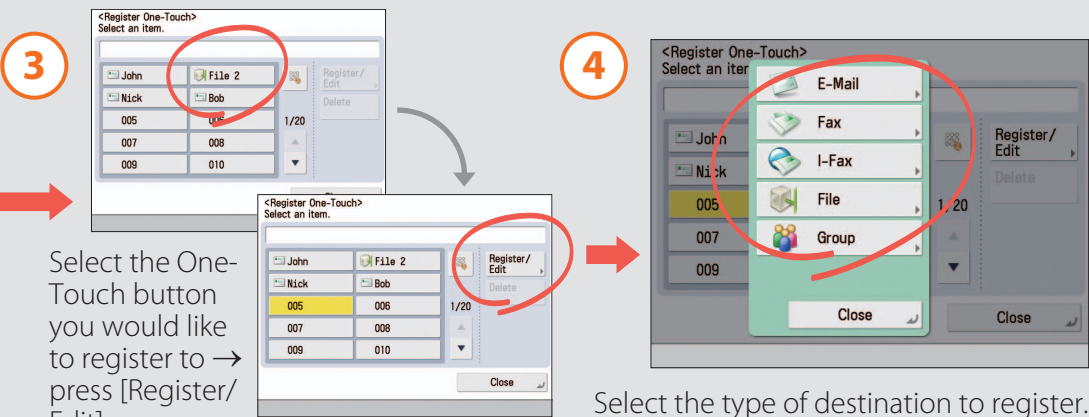 3
<Register One-Touch>
Select an item.
John
File 2
Register/
Edit
Nick
Bob
Delete
005
006
1/20
007
008
009
010
<Register One-Touch>
Select an item.
John
File 2
Register/
Edit
Nick
Bob
Delete
005
006
1/20
007
008
009
010
Close
Select the One-
Touch button
you would like
to register to →
press [Register/
4
<Register One-
Select an iter
E-Mail
Fax
John
Register/
Edit
I-Fax
Nick
Delete
005
File
1/20
007
Group
009
Close
Close
Select the type of destination to register.